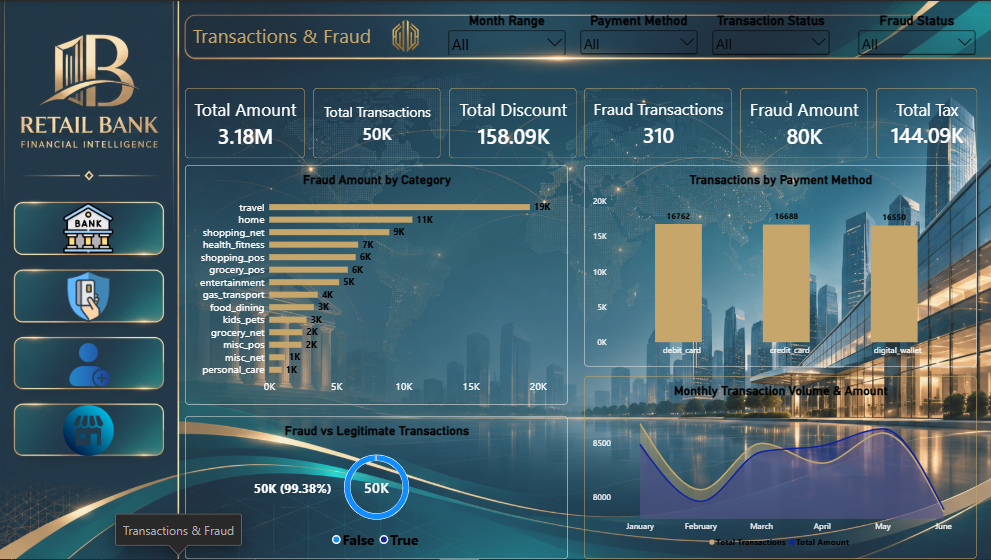 RETAIL BANK
FINANCIAL INTELLIGENCE
BANK
Transactions & Fraud
Transactions & Fraud
Month Range
All
Payment Method
All
Transaction Status
All
Fraud Status
All
Total Amount
3.18M
Total Transactions
50K
Total Discount
158.09K
Fraud Transactions
310
Fraud Amount
80K
Total Tax
144.09K
Fraud Amount by Category
travel 19K
home 11K
shopping_net 9K
health_fitness 7K
shopping_pos 6K
grocery_pos 6K
entertainment 5K
gas_transport 4K
food_dining 3K
kids_pets 3K
grocery_net 2K
misc_pos 2K
misc_net 1K
personal_care 1K
0K 5K 10K 15K 20K
Transactions by Payment Method
20K
15K
10K
5K
0K
16762 16688 16550
debit_card credit_card digital_wallet
Fraud vs Legitimate Transactions
50K (99.38%)
50K
False True
Monthly Transaction Volume & Amount
8500
8000
January February March April May June
Total Transactions Total Amount